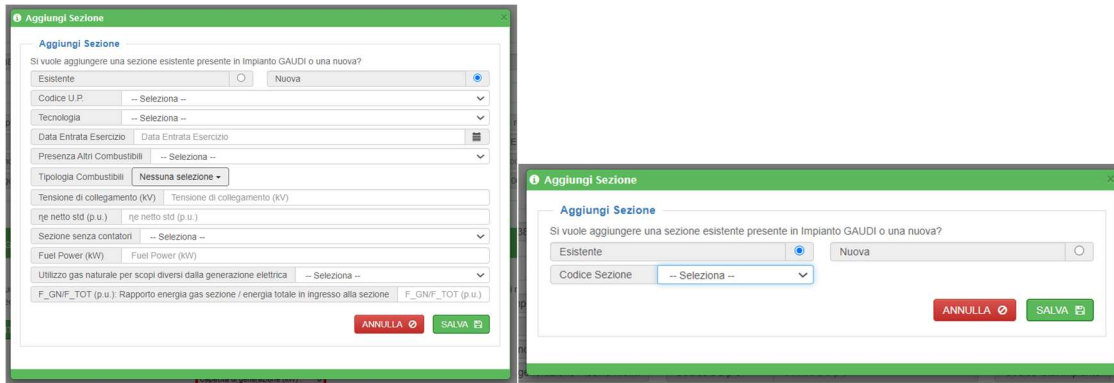 Aggiungi Sezione
Aggiungi Sezione
Si vuole aggiungere una sezione esistente presente in Impianto GAUDI o una nuova?
Esistente Nuova
Codice U.P. -- Seleziona --
Tecnologia -- Seleziona --
Data Entrata Esercizio Data Entrata Esercizio
Presenza Altri Combustibili -- Seleziona --
Tipologia Combustibili Nessuna selezione
Tensione di collegamento (kV) Tensione di collegamento (kV)
ηe netto std (p.u.) ηe netto std (p.u.)
Sezione senza contatori -- Seleziona --
Fuel Power (kW) Fuel Power (kW)
Utilizzo gas naturale per scopi diversi dalla generazione elettrica -- Seleziona --
F_GN/F_TOT (p.u.): Rapporto energia gas sezione / energia totale in ingresso alla sezione F_GN/F_TOT (p.u.)
ANNULLA SALVA
Aggiungi Sezione
Aggiungi Sezione
Si vuole aggiungere una sezione esistente presente in Impianto GAUDI o una nuova?
Esistente Nuova
Codice Sezione -- Seleziona --
ANNULLA SALVA